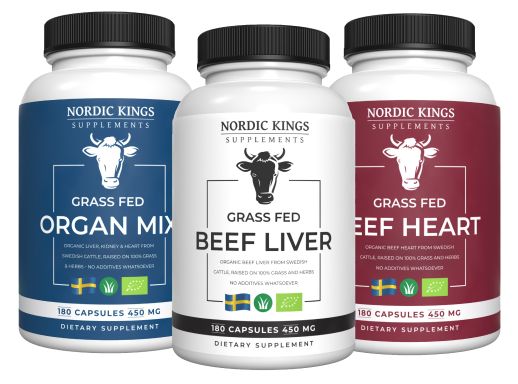 NORDIC KINGS
SUPPLEMENTS
GRASS FED
ORGAN MIX
ORGANIC LIVER, KIDNEY & HEART FROM
SWEDISH CATTLE, RAISED ON 100% GRASS
& HERBS - NO ADDITIVES WHATSOEVER
180 CAPSULES 450 MG
DIETARY SUPPLEMENT
NORDIC KINGS
SUPPLEMENTS
GRASS FED
BEEF LIVER
ORGANIC BEEF LIVER FROM SWEDISH
CATTLE, RAISED ON 100% GRASS AND HERBS
NO ADDITIVES WHATSOEVER
180 CAPSULES 450 MG
DIETARY SUPPLEMENT
NORDIC KINGS
SUPPLEMENTS
GRASS FED
EEF HEART
ORGANIC BEEF HEART FROM SWEDISH
CATTLE, RAISED ON 100% GRASS AND HERBS
NO ADDITIVES WHATSOEVER
180 CAPSULES 450 MG
DIETARY SUPPLEMENT